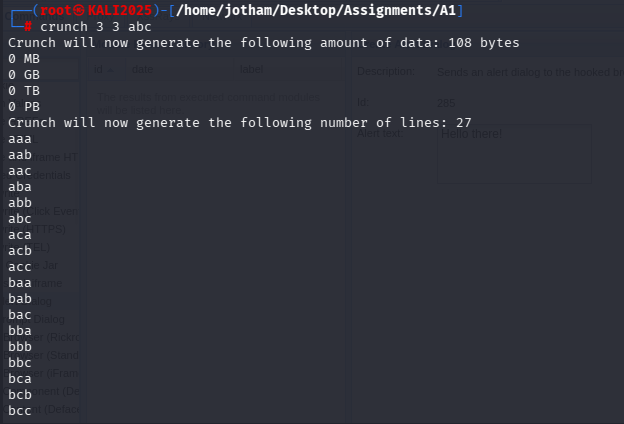 ┌──(root㉿KALI2025)-[/home/jotham/Desktop/Assignments/A1]
└─# crunch 3 3 abc
Crunch will now generate the following amount of data: 108 bytes
0 MB
0 GB
0 TB
0 PB
Crunch will now generate the following number of lines: 27
aaa
aab
aac
aba
abb
abc
aca
acb
acc
baa
bab
bac
bba
bbb
bbc
bca
bcb
bcc
id
date
label
Description:
Sends an alert dialog to the hooked
Id:
Alert text
Hello there!